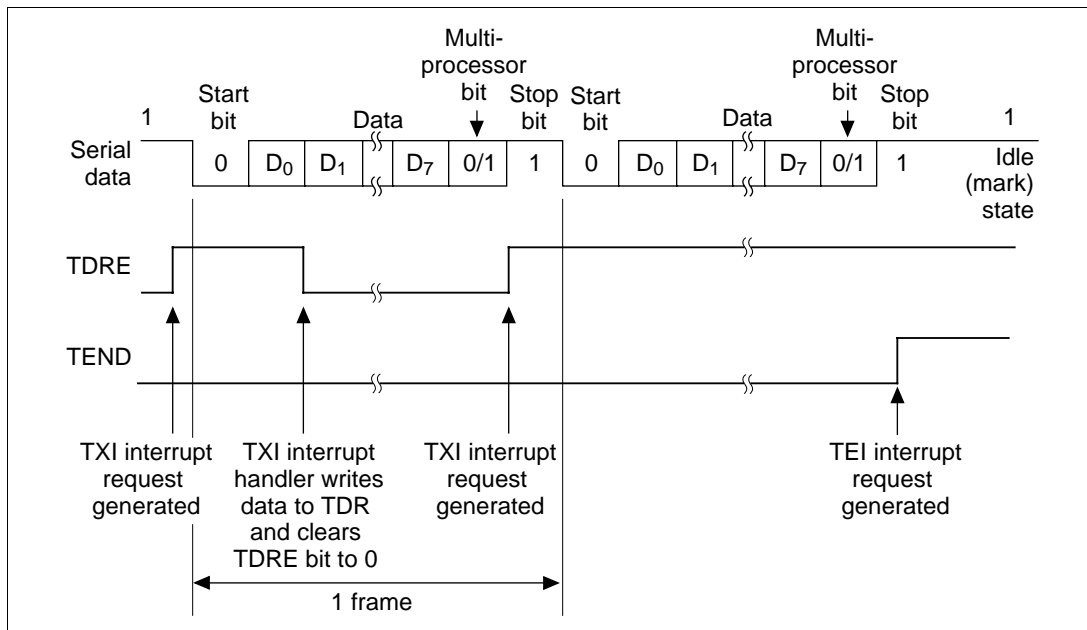 Multi-
processor
bit
Multi-
processor
bit
1
Start
bit
Data
Stop
bit
Start
bit
Data
Stop
bit
1
Serial
data
0 D0 D1 D7 0/1 1 0 D0 D1 D7 0/1 1
Idle
(mark)
state
TDRE
TEND
TXI interrupt
request
generated
TXI interrupt
handler writes
data to TDR
and clears
TDRE bit to 0
TXI interrupt
request
generated
TEI interrupt
request
generated
1 frame